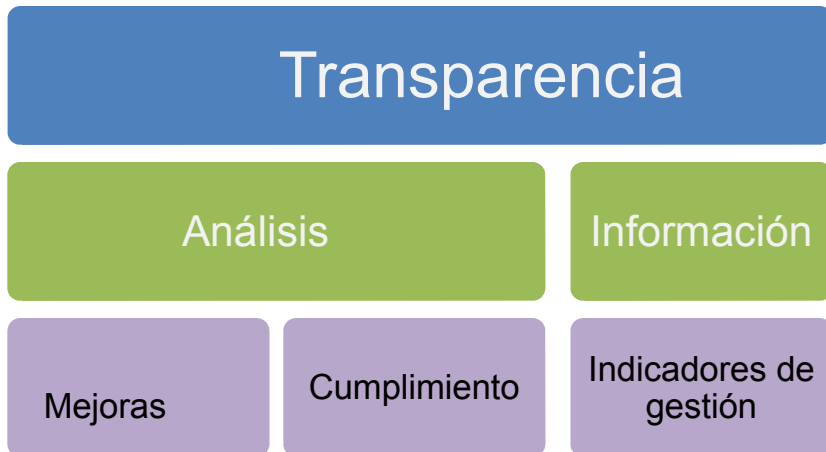 Transparencia
Análisis
Información
Mejoras
Cumplimiento
Indicadores de
gestión